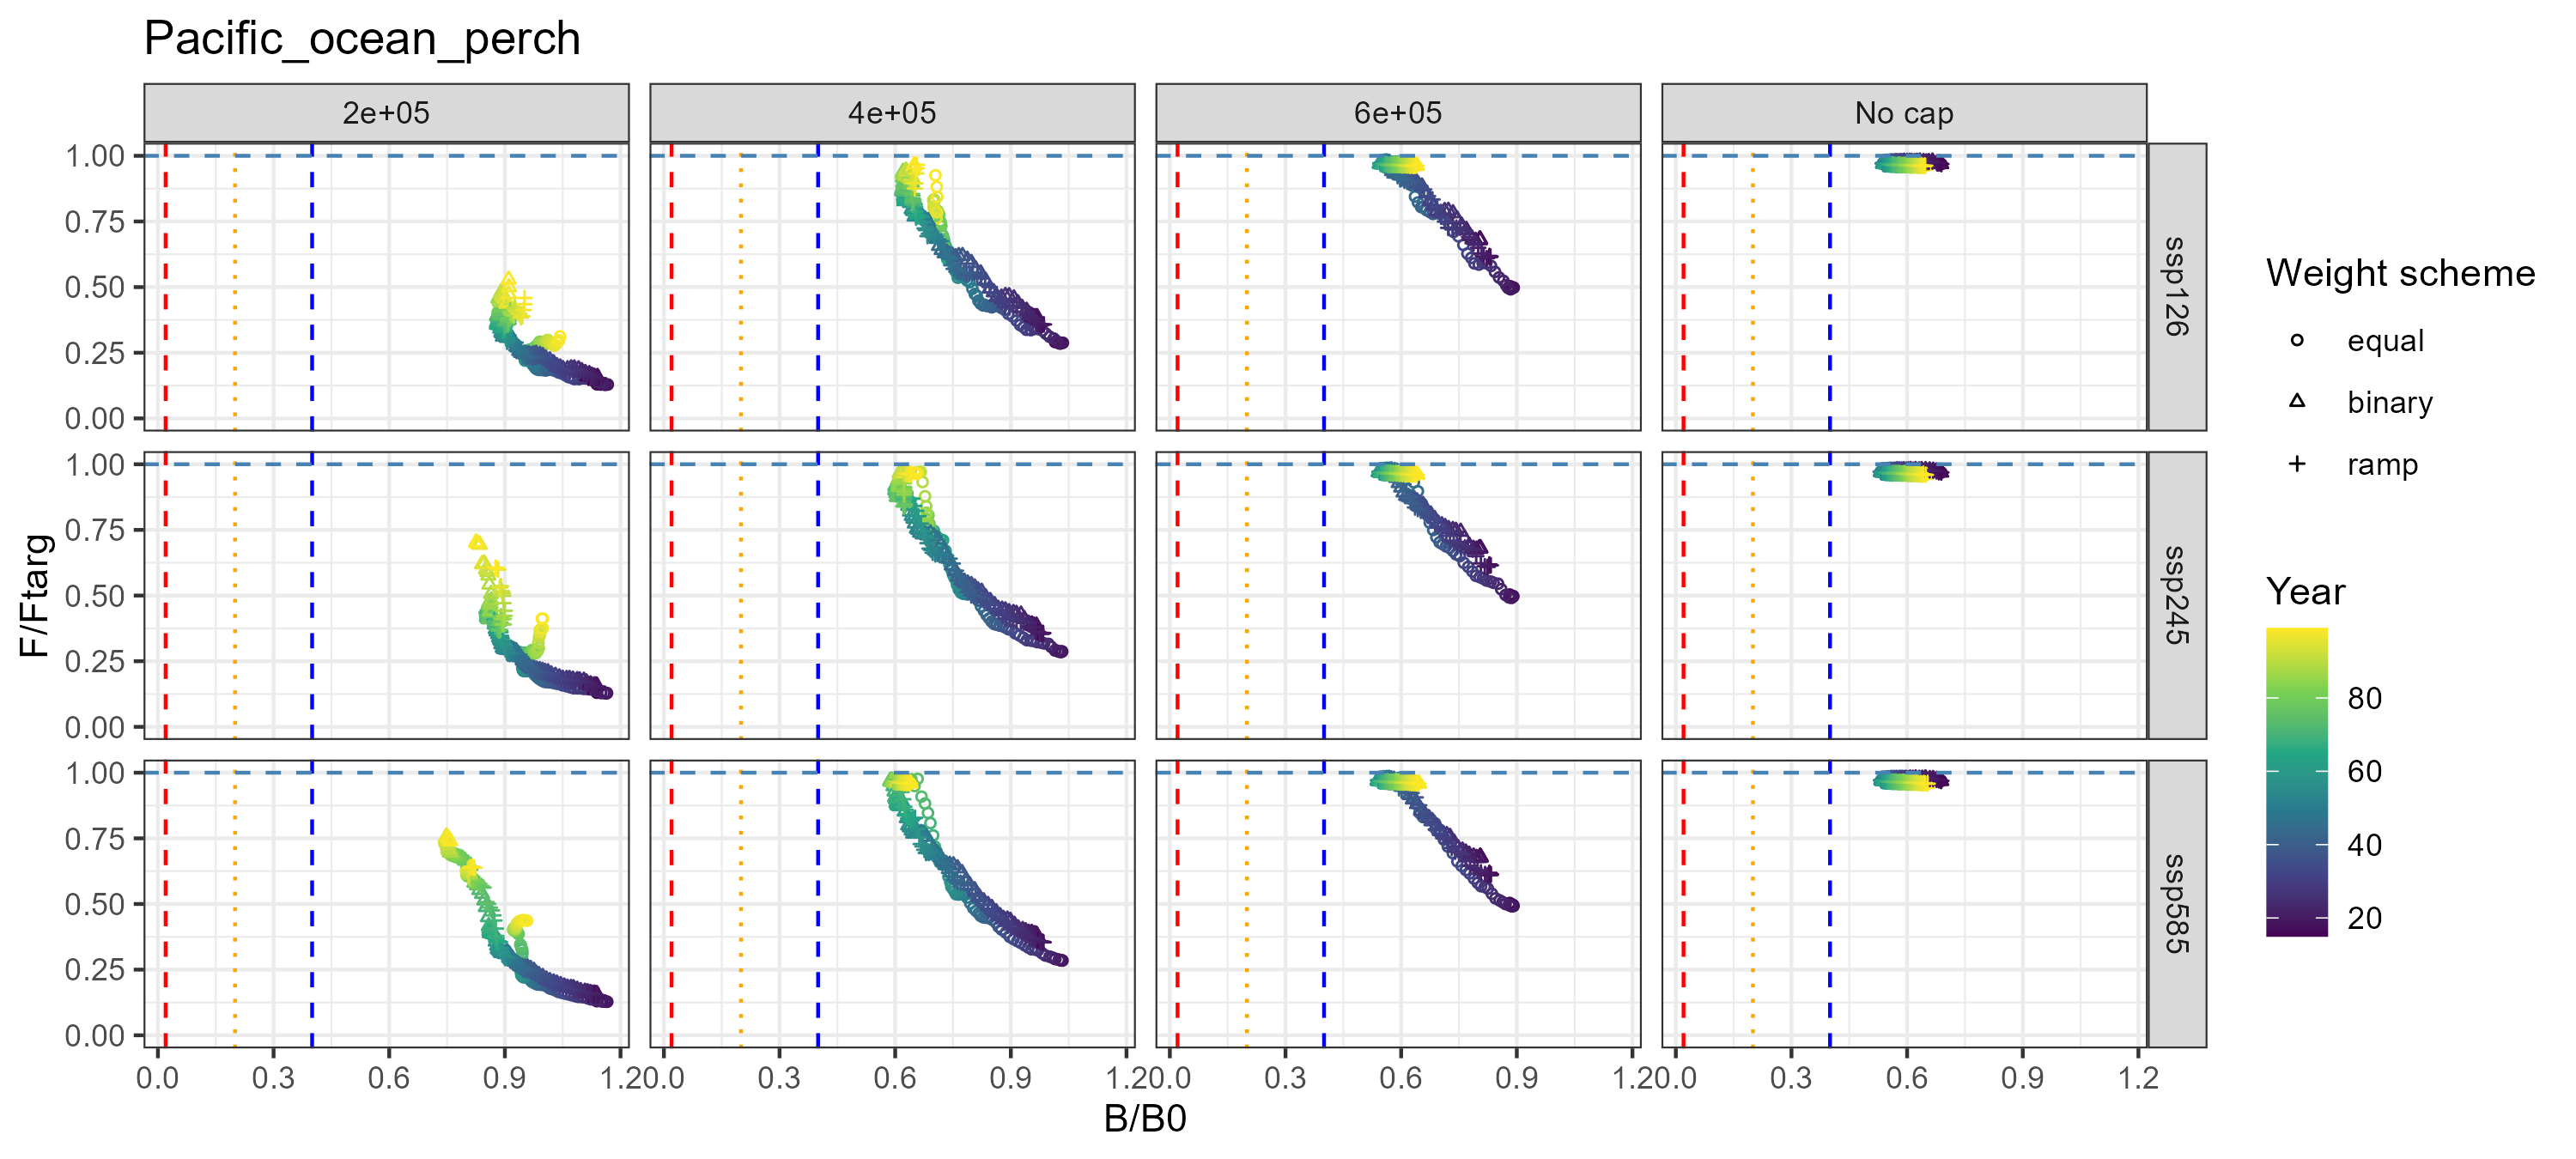 Pacific_ocean_perch
2e+05 4e+05 6e+05 No cap
1.00
0.75
0.50
0.25
0.00
ssp126
1.00
0.75
0.50
0.25
0.00
ssp245
1.00
0.75
0.50
0.25
0.00
ssp585
F/Ftarg
0.0 0.3 0.6 0.9 1.2 0.0 0.3 0.6 0.9 1.2 0.0 0.3 0.6 0.9 1.2 0.0 0.3 0.6 0.9 1.2
B/B0
Weight scheme
equal
binary
ramp
Year
80
60
40
20